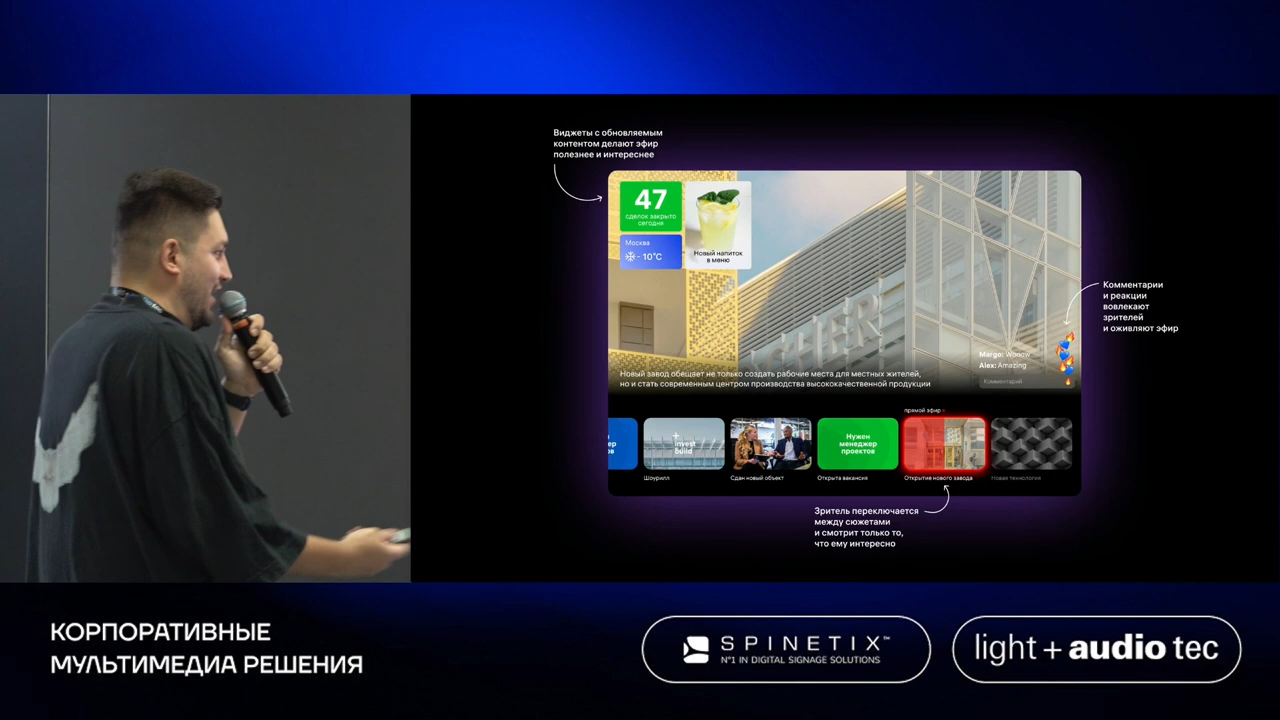 Виджеты с обновляемым
контентом делают эфир
полезнее и интереснее
47
сделок закрыто
сегодня
Москва
- 10°C
Новый напиток
в меню
Комментарии
и реакции
вовлекают
зрителей
и оживляют эфир
Margo: Wooow
Alex: Amazing
Комментарий
Новый завод обещает не только создать рабочие места для местных жителей,
но и стать современным центром производства высококачественной продукции
прямой эфир
invest
build
Нужен
менеджер
проектов
Шоурилл
Сдан новый объект
Открыта вакансия
Открытие нового завода
Новая технология
Зритель переключается
между сюжетами
и смотрит только то,
что ему интересно
КОРПОРАТИВНЫЕ
МУЛЬТИМЕДИА РЕШЕНИЯ
SPINETIX™
N°1 IN DIGITAL SIGNAGE SOLUTIONS
light + audio tec